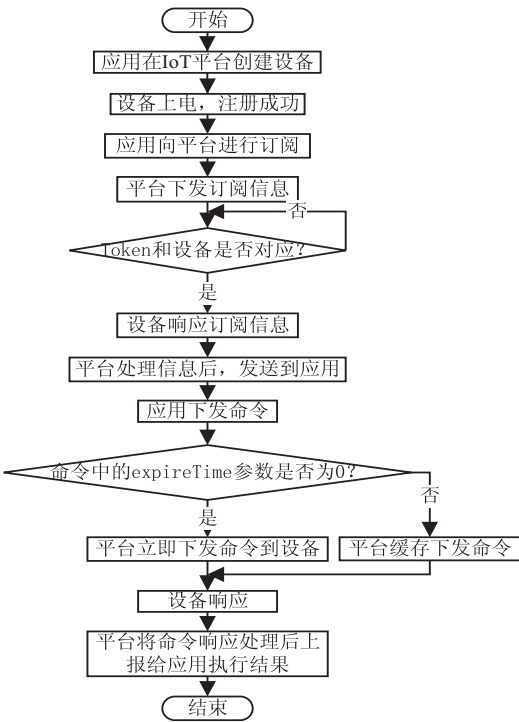 开始
应用在IoT平台创建设备
设备上电，注册成功
应用向平台进行订阅
平台下发订阅信息
否
Token和设备是否对应？
是
设备响应订阅信息
平台处理信息后，发送到应用
应用下发命令
命令中的expireTime参数是否为0？
否
是
平台立即下发命令到设备
平台缓存下发命令
设备响应
平台将命令响应处理后上
报给应用执行结果
结束